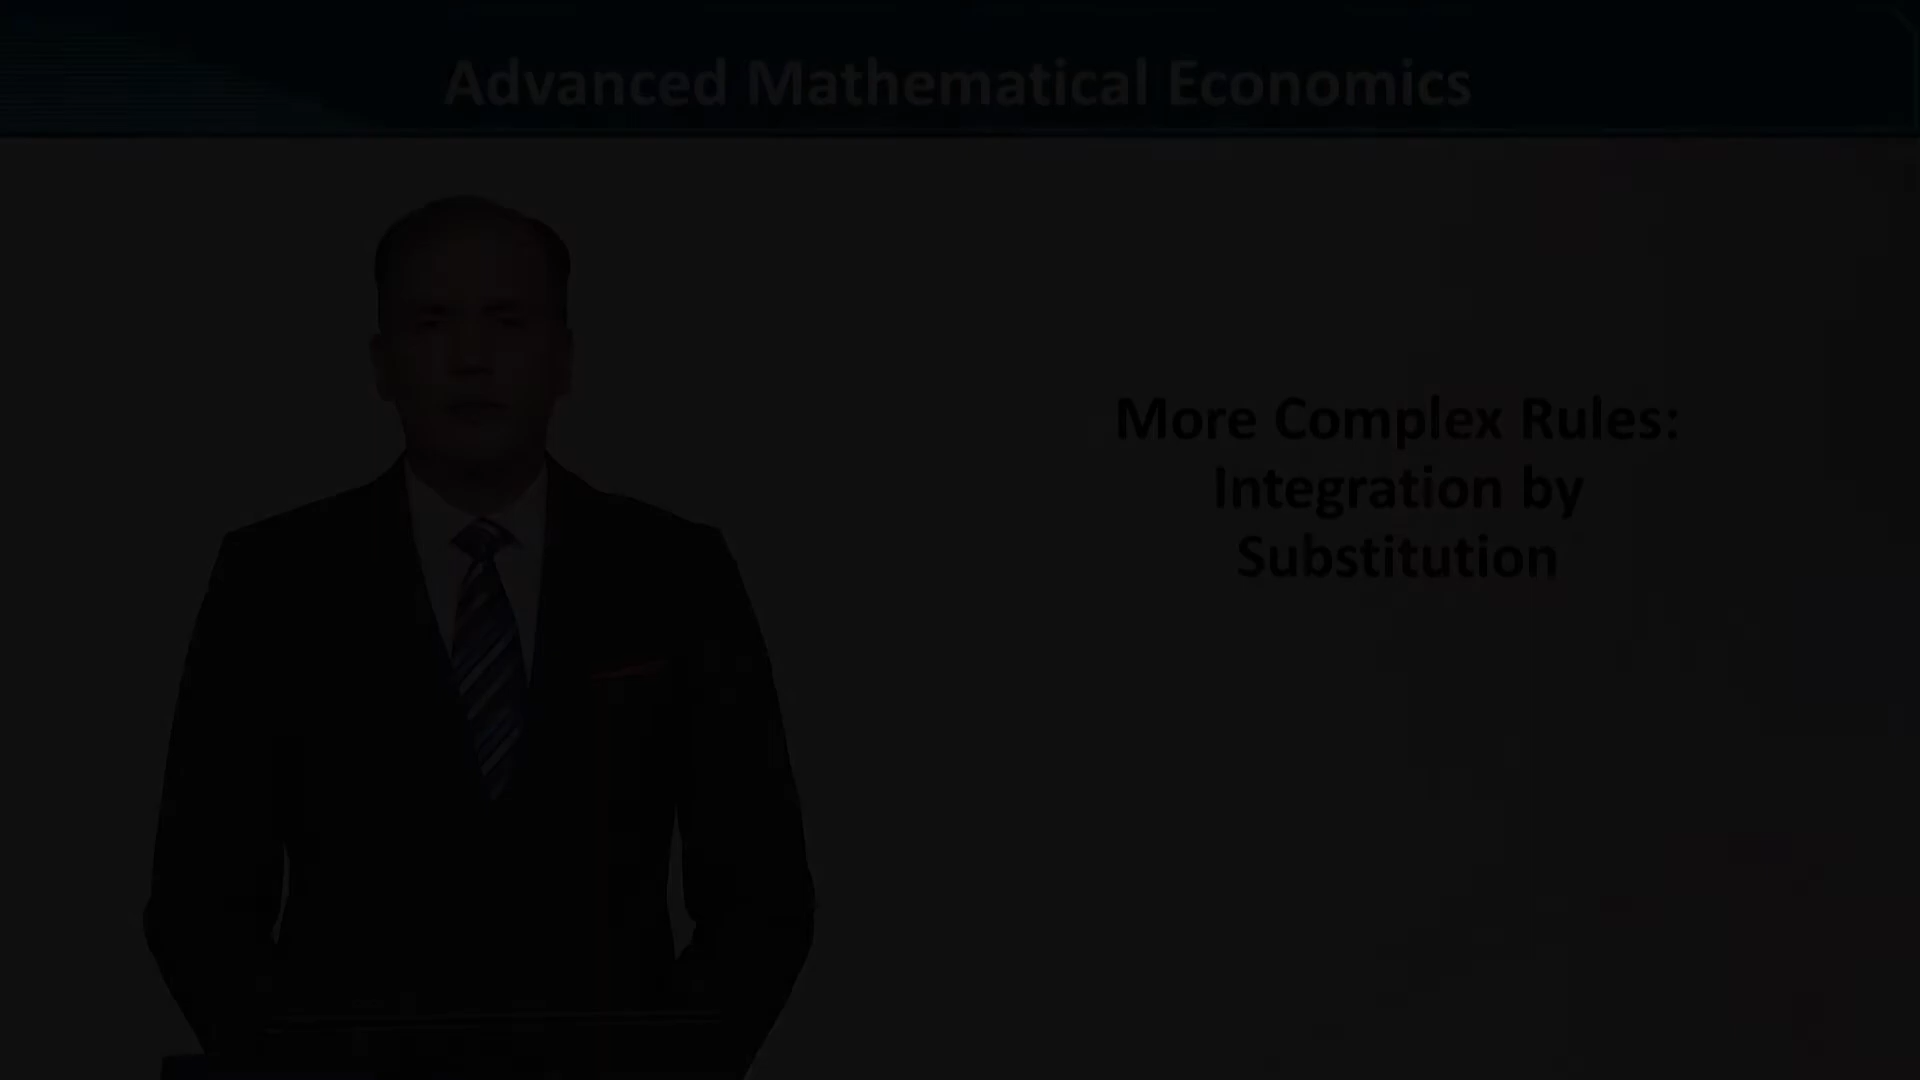 Advanced Mathematical Economics
More Complex Rules:
Integration by
Substitution